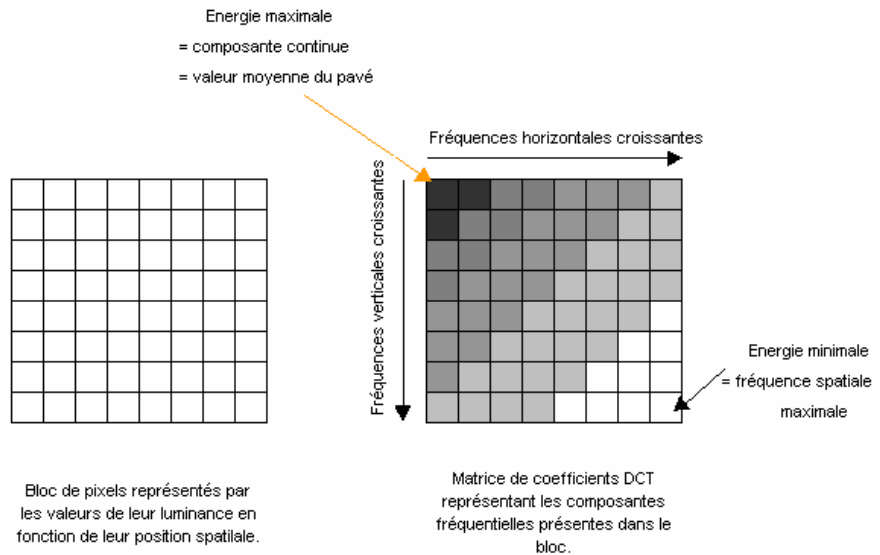 Energie maximale
= composante continue
= valeur moyenne du pavé
Fréquences horizontales croissantes
Fréquences verticales croissantes
Energie minimale
= fréquence spatiale
maximale
Bloc de pixels représentés par
les valeurs de leur luminance en
fonction de leur position spatilale.
Matrice de coefficients DCT
représentant les composantes
fréquentielles présentes dans le
bloc.